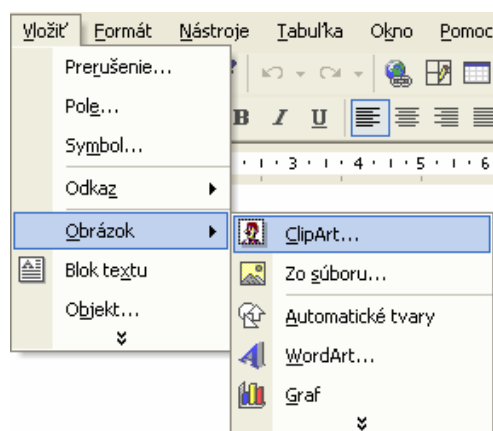 Vložiť Formát Nástroje Tabuľka Okno Pomoc
Prerušenie...
Pole...
B I U
Symbol...
· 1 · 3 · 1 · 4 · 1 · 5 · 1 · 6
Odkaz
Obrázok
ClipArt...
Blok textu
Zo súboru...
Objekt...
Automatické tvary
WordArt...
Graf